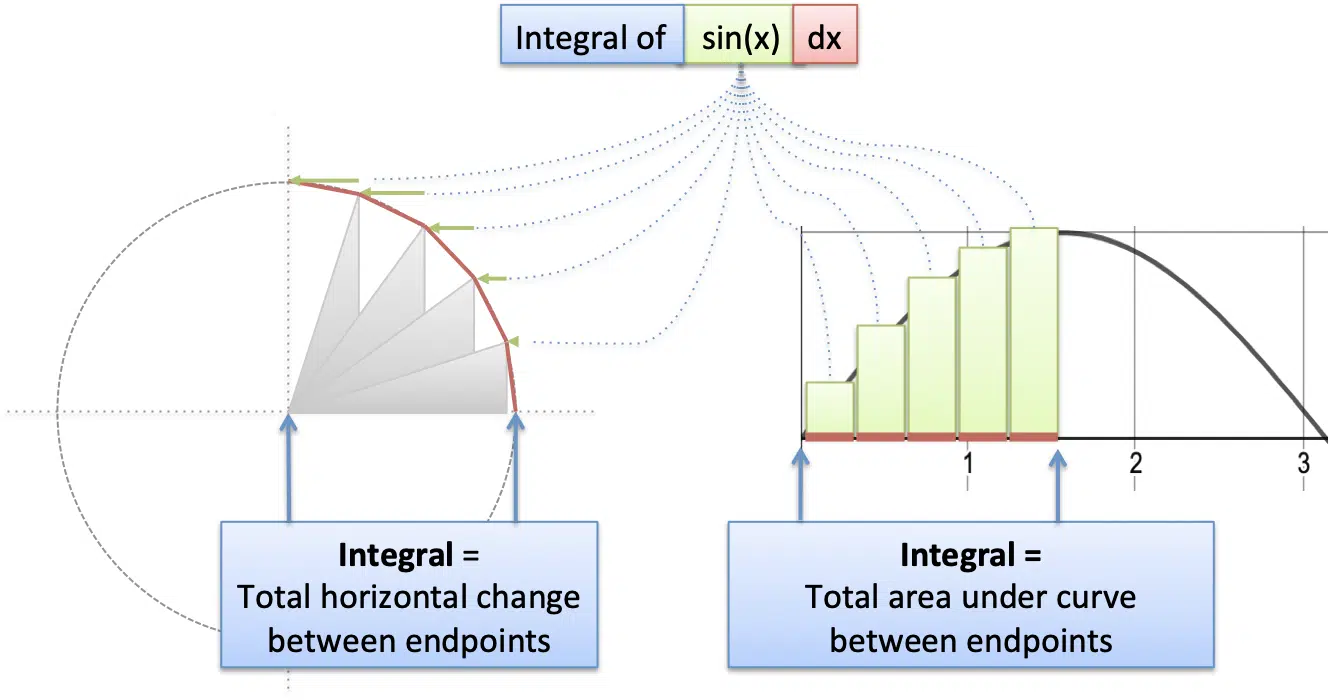 Integral of sin(x) dx
1 2 3
Integral =
Total horizontal change
between endpoints
Integral =
Total area under curve
between endpoints